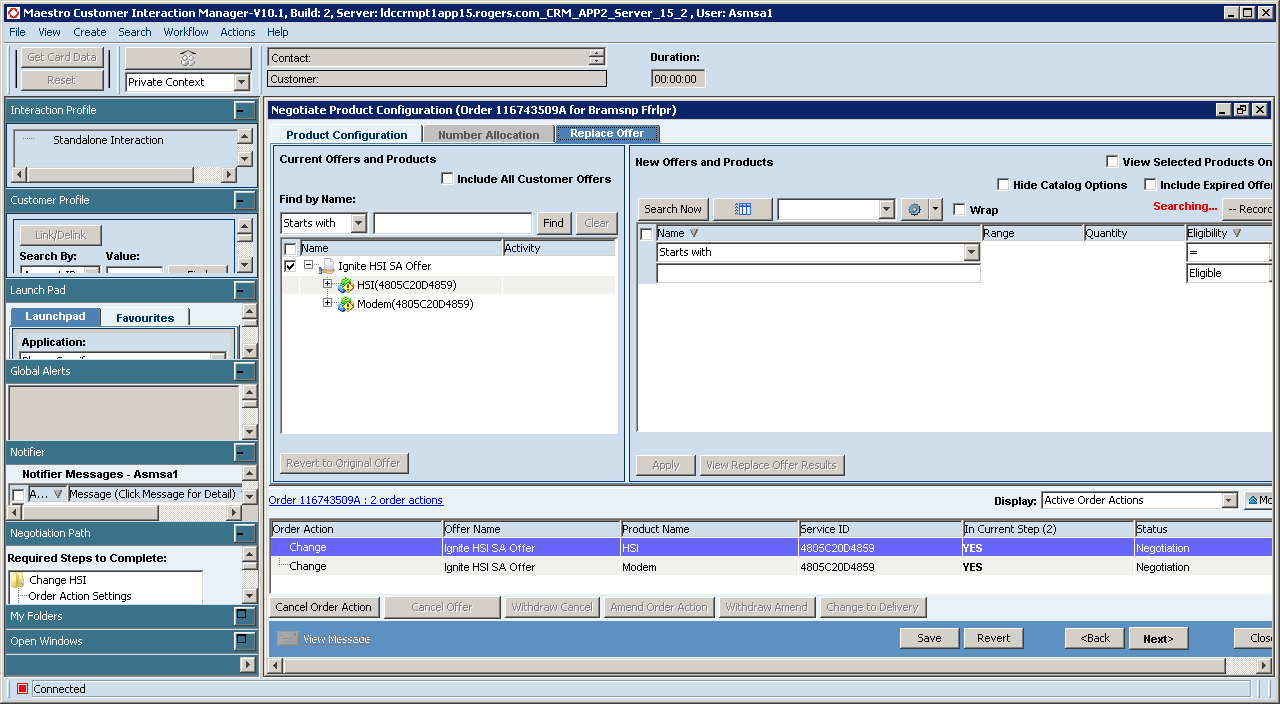 Maestro Customer Interaction Manager-V10.1, Build: 2, Server: ldccrmpt1app15.rogers.com_CRM_APP2_Server_15_2 , User: Asmsa1
File View Create Search Workflow Actions Help
Get Card Data
Reset
Private Context
Contact:
Customer:
Duration:
00:00:00
Interaction Profile
Standalone Interaction
Customer Profile
Link/Delink
Search By: Value:
Launch Pad
Launchpad Favourites
Application:
Global Alerts
Notifier
Notifier Messages - Asmsa1
A... Message (Click Message for Detail)
Negotiation Path
Required Steps to Complete:
Change HSI
Order Action Settings
My Folders
Open Windows
Negotiate Product Configuration (Order 116743509A for Bramsnp Ffrlpr)
Product Configuration Number Allocation Replace Offer
Current Offers and Products
Include All Customer Offers
Find by Name:
Starts with Find Clear
Name Activity
Ignite HSI SA Offer
HSI(4805C20D4859)
Modem(4805C20D4859)
Revert to Original Offer
New Offers and Products
View Selected Products On
Hide Catalog Options Include Expired Offer
Search Now Wrap Searching... -- Recor
Name Range Quantity Eligibility
Starts with =
Eligible
Apply View Replace Offer Results
Order 116743509A : 2 order actions
Display: Active Order Actions Mo
Order Action Offer Name Product Name Service ID In Current Step (2) Status
Change Ignite HSI SA Offer HSI 4805C20D4859 YES Negotiation
Change Ignite HSI SA Offer Modem 4805C20D4859 YES Negotiation
Cancel Order Action Cancel Offer Withdraw Cancel Amend Order Action Withdraw Amend Change to Delivery
View Message Save Revert <Back Next> Clos
Connected